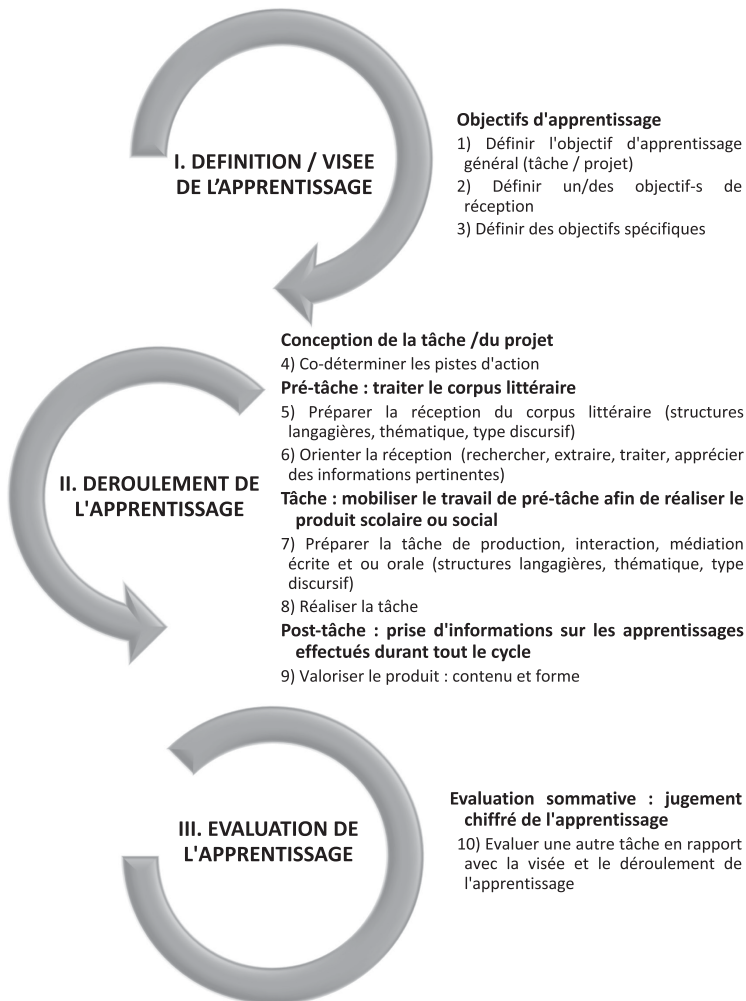 I. DEFINITION / VISEE
DE L'APPRENTISSAGE
Objectifs d'apprentissage
1) Définir l'objectif d'apprentissage
général (tâche / projet)
2) Définir un/des objectif-s de
réception
3) Définir des objectifs spécifiques
II. DEROULEMENT DE
L'APPRENTISSAGE
Conception de la tâche /du projet
4) Co-déterminer les pistes d'action
Pré-tâche : traiter le corpus littéraire
5) Préparer la réception du corpus littéraire (structures
langagières, thématique, type discursif)
6) Orienter la réception (rechercher, extraire, traiter, apprécier
des informations pertinentes)
Tâche : mobiliser le travail de pré-tâche afin de réaliser le
produit scolaire ou social
7) Préparer la tâche de production, interaction, médiation
écrite et ou orale (structures langagières, thématique, type
discursif)
8) Réaliser la tâche
Post-tâche : prise d'informations sur les apprentissages
effectués durant tout le cycle
9) Valoriser le produit : contenu et forme
III. EVALUATION DE
L'APPRENTISSAGE
Evaluation sommative : jugement
chiffré de l'apprentissage
10) Evaluer une autre tâche en rapport
avec la visée et le déroulement de
l'apprentissage